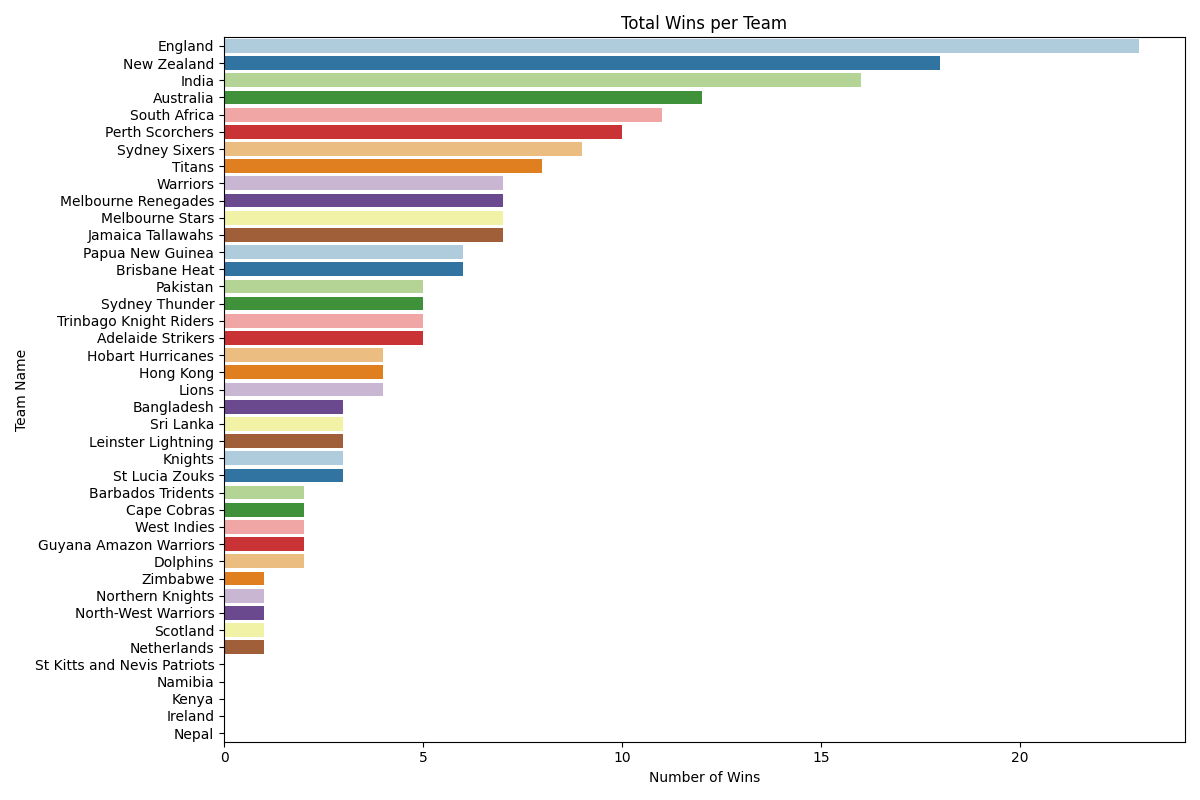 Total Wins per Team
Team Name
England
New Zealand
India
Australia
South Africa
Perth Scorchers
Sydney Sixers
Titans
Warriors
Melbourne Renegades
Melbourne Stars
Jamaica Tallawahs
Papua New Guinea
Brisbane Heat
Pakistan
Sydney Thunder
Trinbago Knight Riders
Adelaide Strikers
Hobart Hurricanes
Hong Kong
Lions
Bangladesh
Sri Lanka
Leinster Lightning
Knights
St Lucia Zouks
Barbados Tridents
Cape Cobras
West Indies
Guyana Amazon Warriors
Dolphins
Zimbabwe
Northern Knights
North-West Warriors
Scotland
Netherlands
St Kitts and Nevis Patriots
Namibia
Kenya
Ireland
Nepal
0 5 10 15 20
Number of Wins